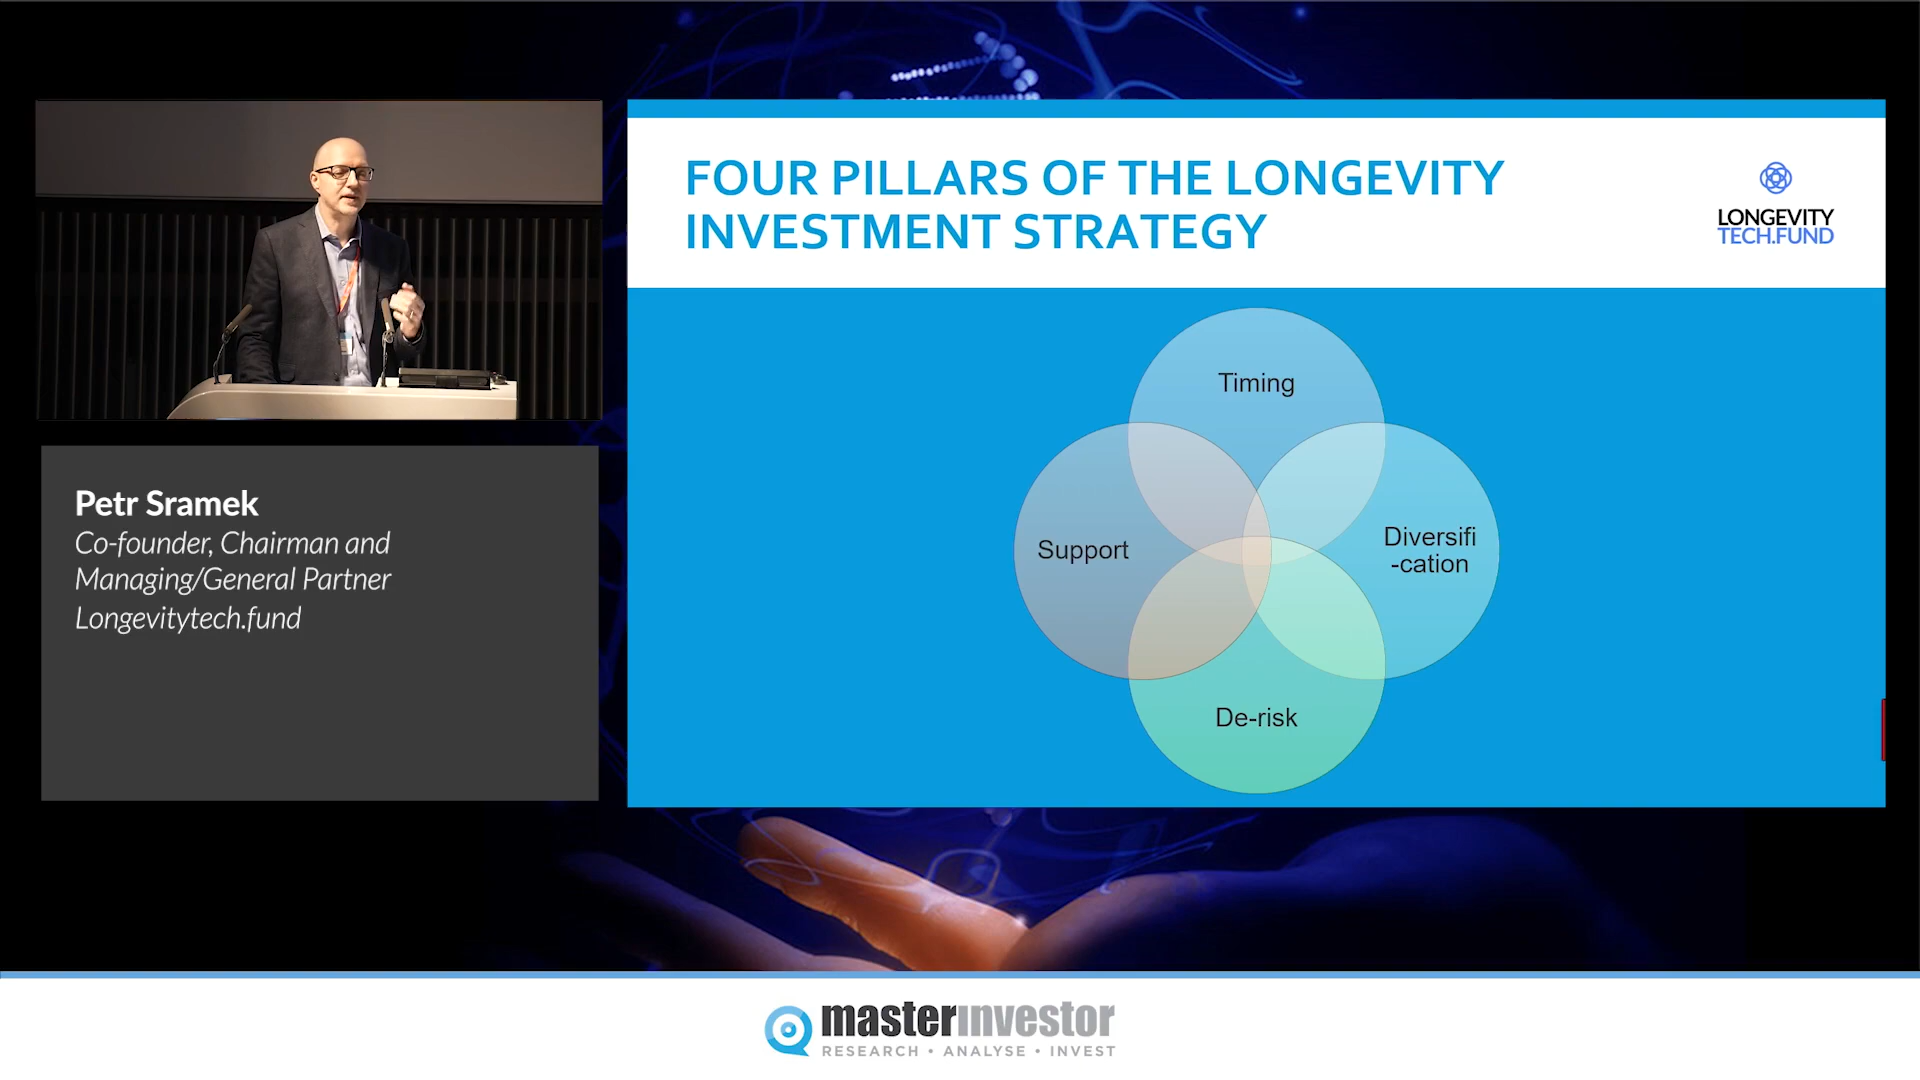 FOUR PILLARS OF THE LONGEVITY
INVESTMENT STRATEGY
LONGEVITY
TECH.FUND
Timing
Support
Diversifi
-cation
De-risk
Petr Sramek
Co-founder, Chairman and
Managing/General Partner
Longevitytech.fund
masterinvestor
RESEARCH • ANALYSE • INVEST